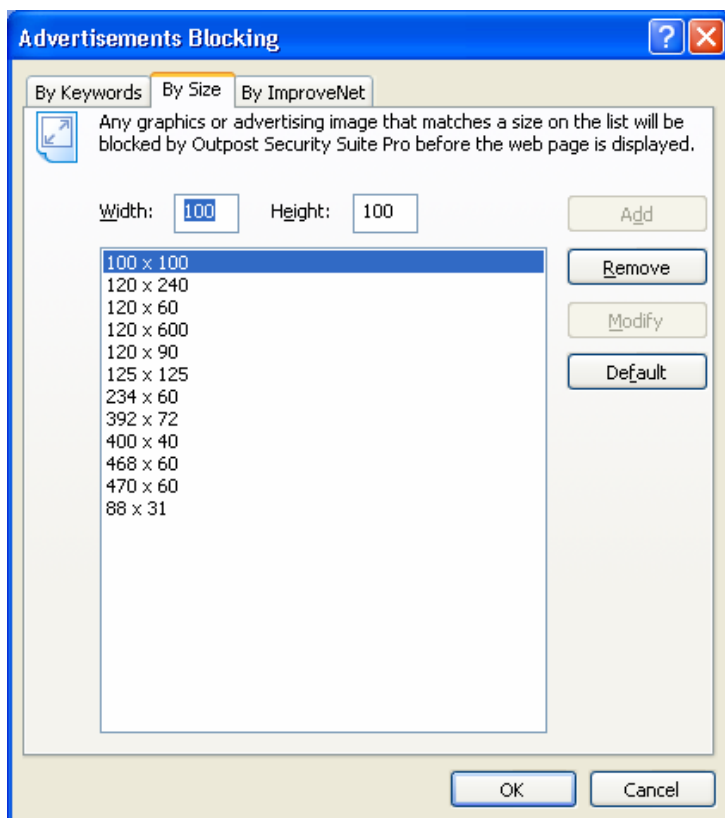 Advertisements Blocking
By Keywords By Size By ImproveNet
Any graphics or advertising image that matches a size on the list will be
blocked by Outpost Security Suite Pro before the web page is displayed.
Width: 100 Height: 100 Add
100 x 100
Remove
120 x 240
120 x 60
120 x 600
Modify
120 x 90
125 x 125
Default
234 x 60
392 x 72
400 x 40
468 x 60
470 x 60
88 x 31
OK Cancel